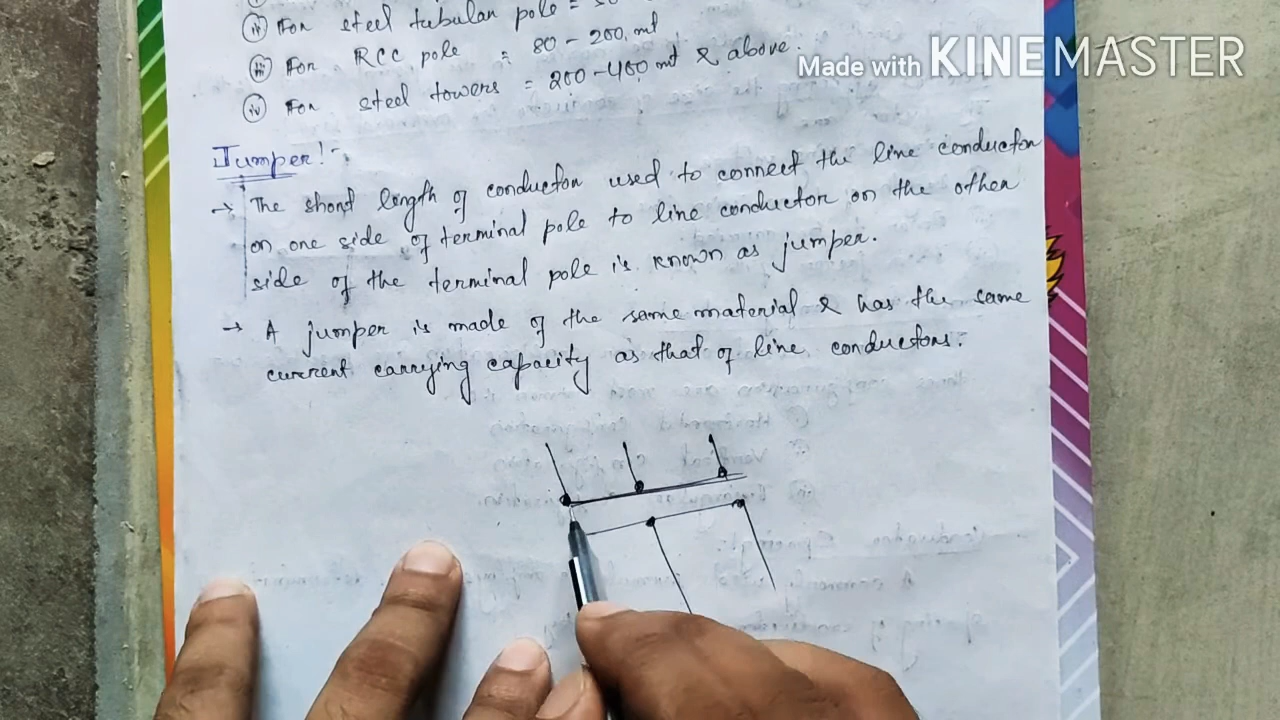 (ii) For steel tubular pole =
Made with KINEMASTER
(iii) For RCC pole = 80 - 200 mt
(iv) For steel towers = 200 - 400 mt & above.
Jumper :-
→ The short length of conductor used to connect the line conductor
on one side of terminal pole to line conductor on the other
side of the terminal pole is known as jumper.
→ A jumper is made of the same material & has the same
current carrying capacity as that of line conductors.